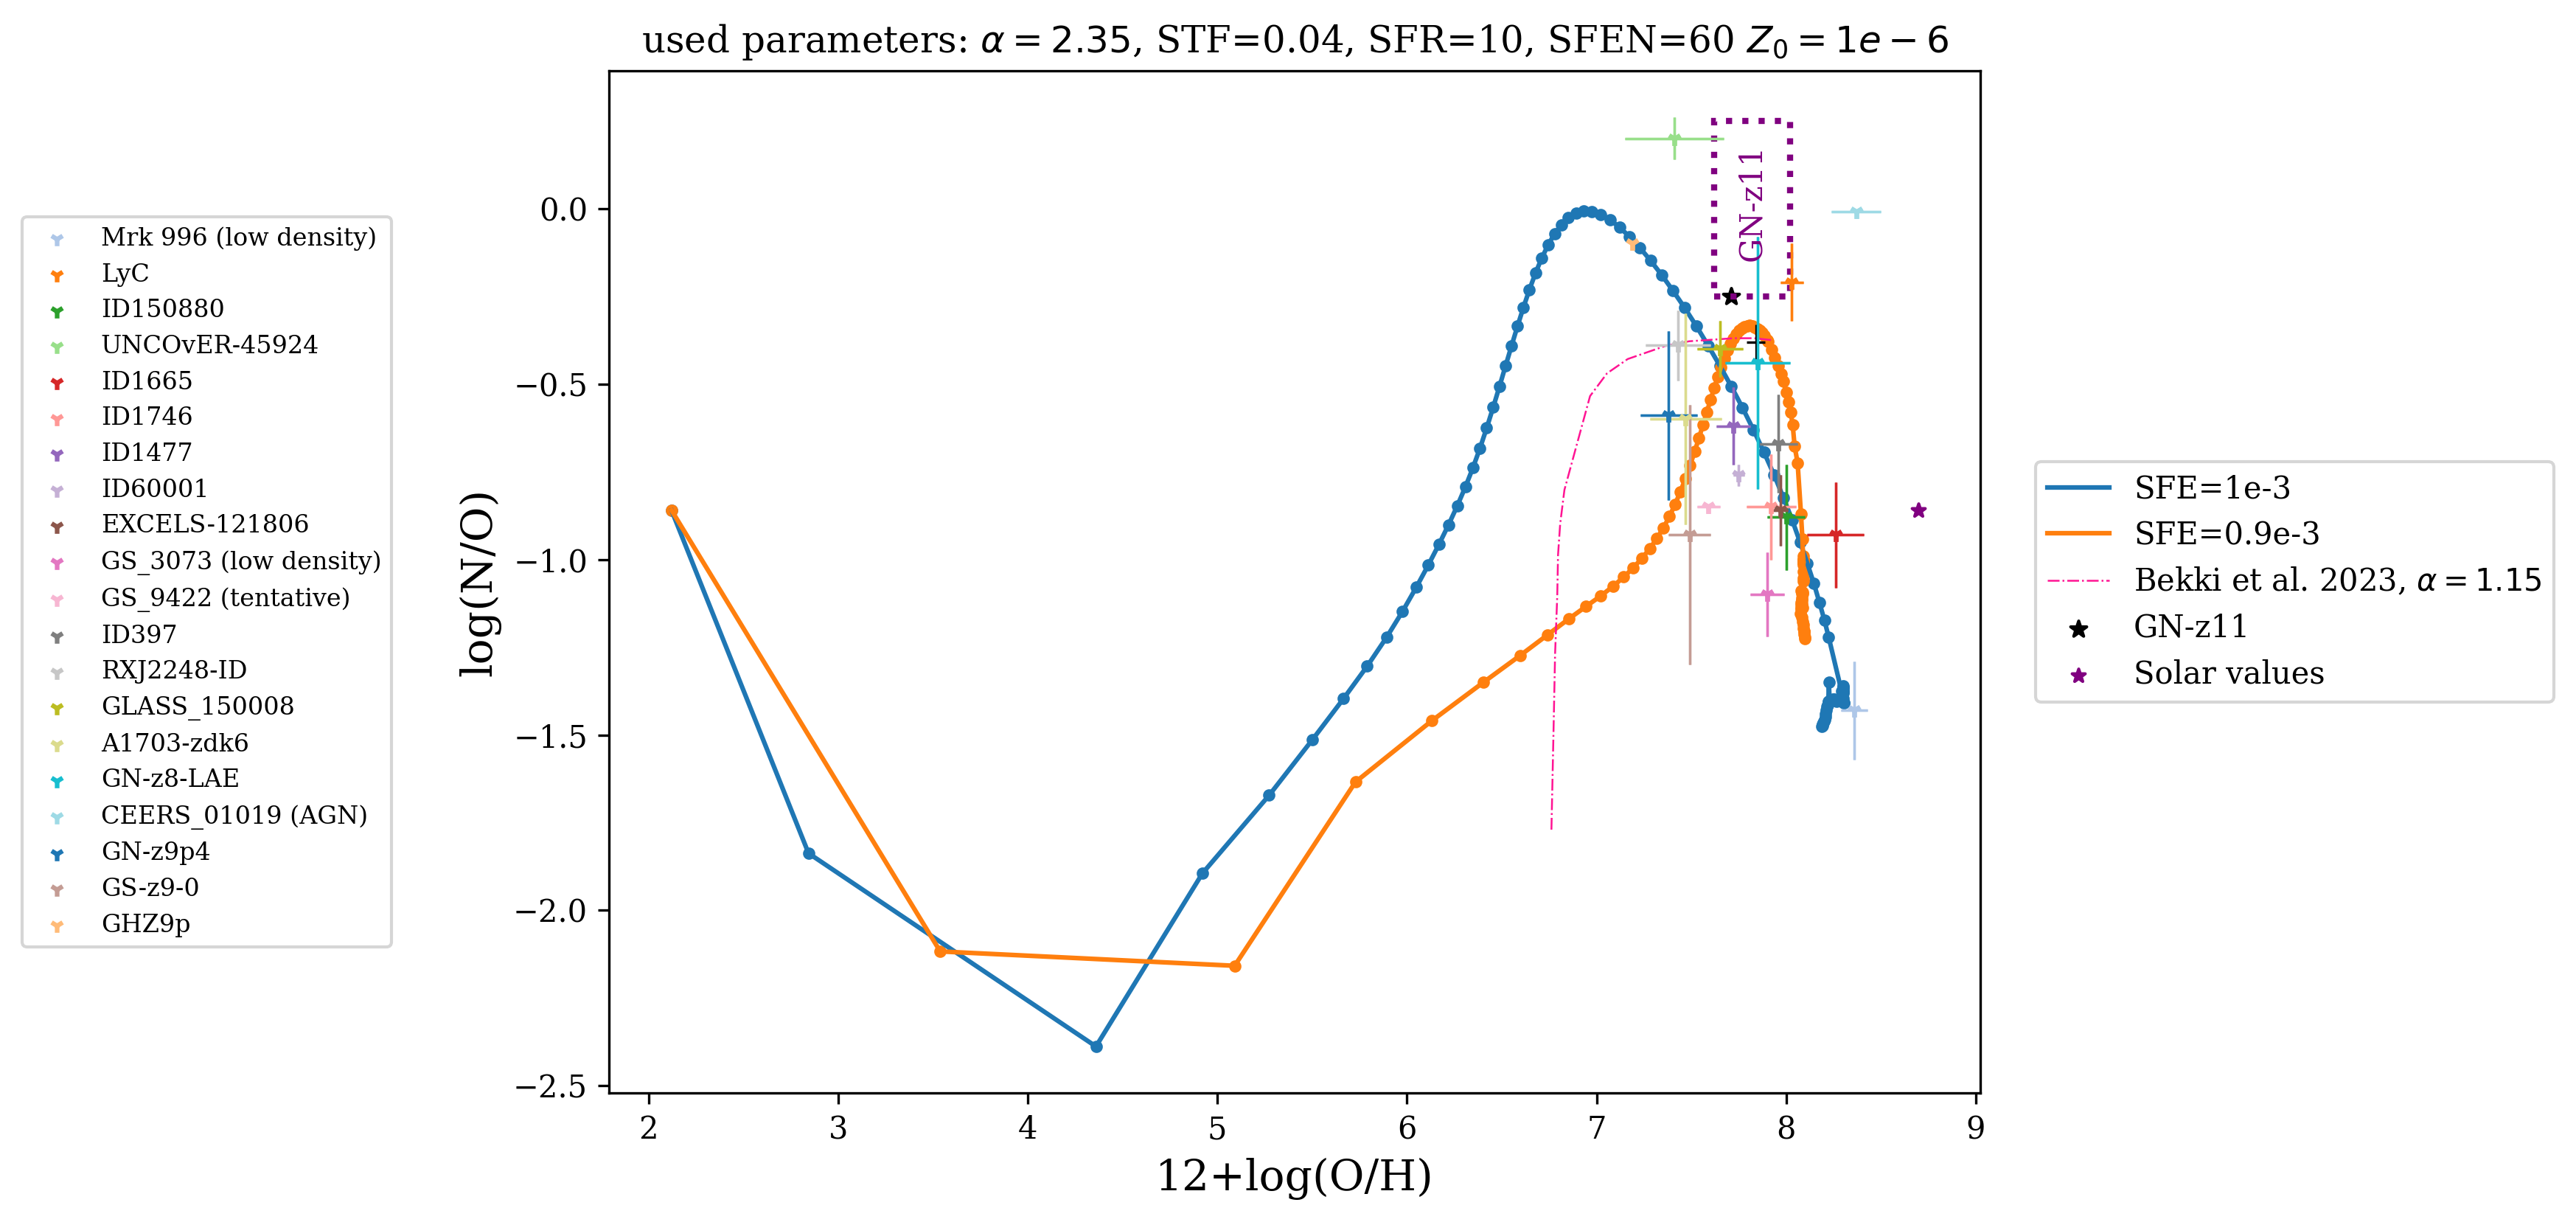 used parameters: α = 2.35, STF=0.04, SFR=10, SFEN=60 Z₀ = 1e − 6
Mrk 996 (low density)
LyC
ID150880
UNCOvER-45924
ID1665
ID1746
ID1477
ID60001
EXCELS-121806
GS_3073 (low density)
GS_9422 (tentative)
ID397
RXJ2248-ID
GLASS_150008
A1703-zdk6
GN-z8-LAE
CEERS_01019 (AGN)
GN-z9p4
GS-z9-0
GHZ9p
log(N/O)
0.0
−0.5
−1.0
−1.5
−2.0
−2.5
GN-z11
2 3 4 5 6 7 8 9
12+log(O/H)
SFE=1e-3
SFE=0.9e-3
Bekki et al. 2023, α = 1.15
GN-z11
Solar values